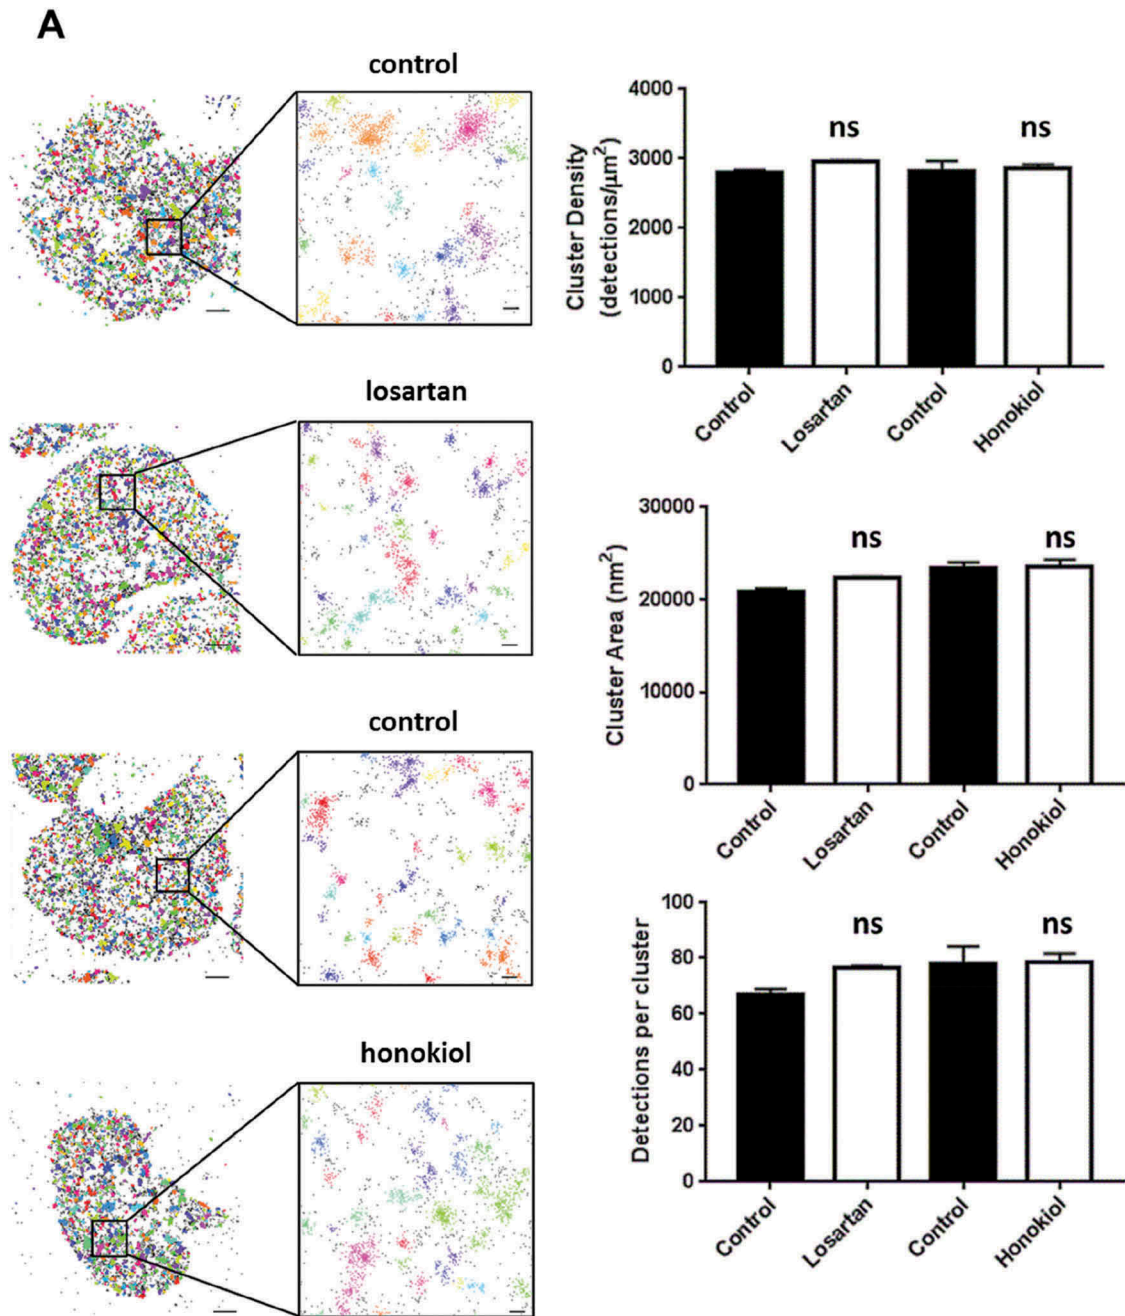 A
control
losartan
control
honokiol
Cluster Density
(detections/μm²)
4000
3000
2000
1000
0
ns
ns
Control
Losartan
Control
Honokiol
Cluster Area (nm²)
30000
20000
10000
0
ns
ns
Control
Losartan
Control
Honokiol
Detections per cluster
100
80
60
40
20
0
ns
ns
Control
Losartan
Control
Honokiol